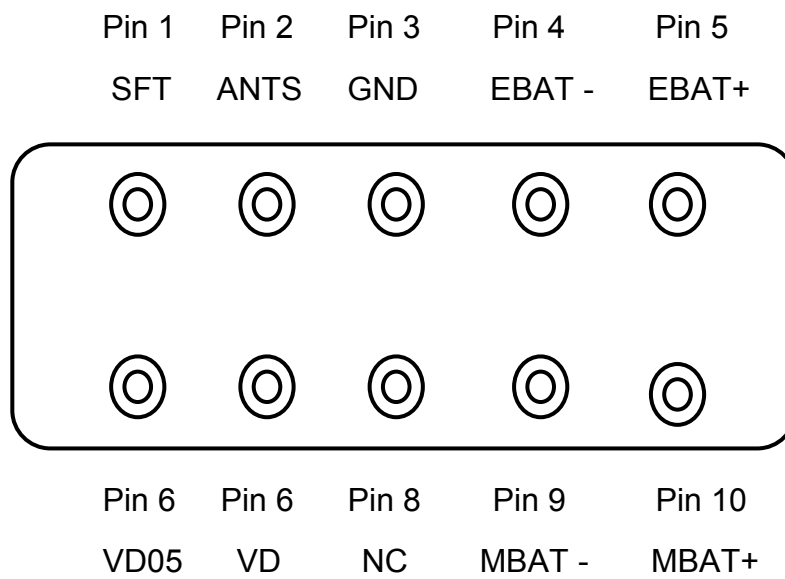 Pin 1 Pin 2 Pin 3 Pin 4 Pin 5
SFT ANTS GND EBAT - EBAT+
Pin 6 Pin 6 Pin 8 Pin 9 Pin 10
VD05 VD NC MBAT - MBAT+